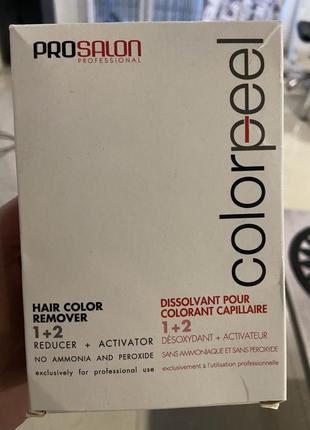 PROSALON
PROFESSIONAL
colorpeel
HAIR COLOR
REMOVER
1+2
REDUCER + ACTIVATOR
NO AMMONIA AND PEROXIDE
exclusively for professional use
DISSOLVANT POUR
COLORANT CAPILLAIRE
1+2
DÉSOXYDANT + ACTIVATEUR
SANS AMMONIAQUE ET SANS PEROXYDE
exclusivement à l'utilisation professionnelle